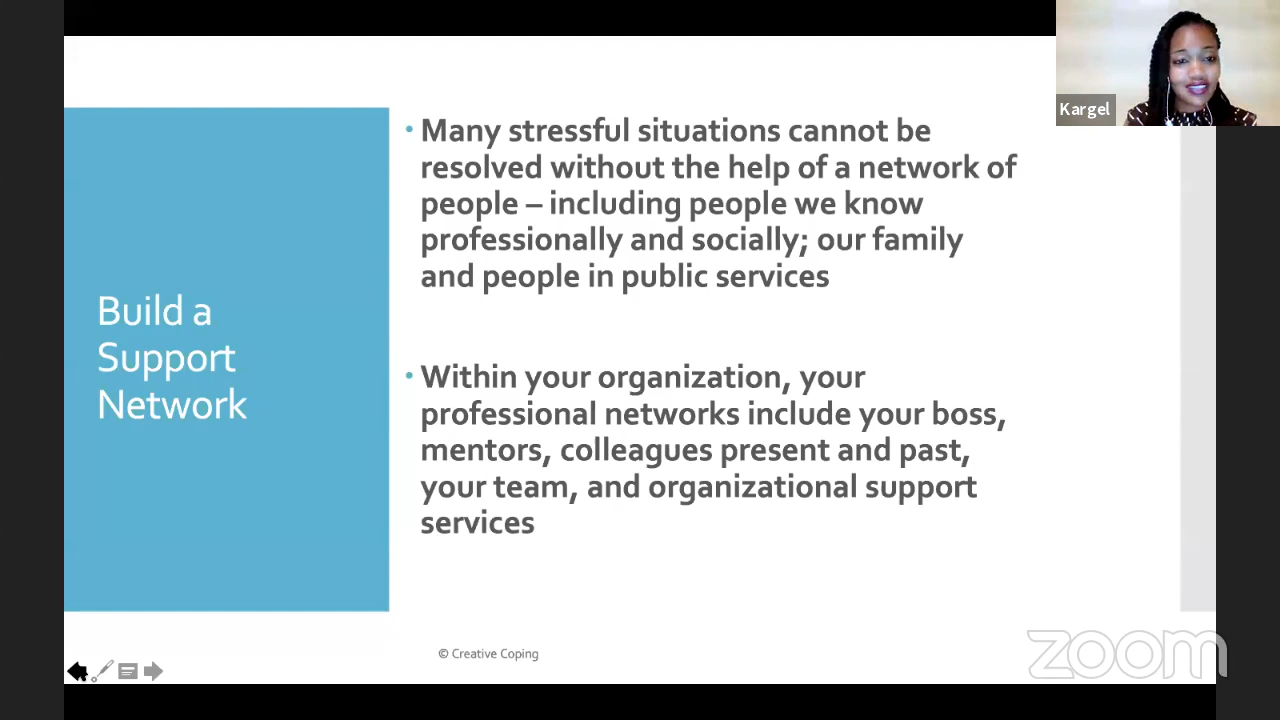 Kargel
Build a
Support
Network
• Many stressful situations cannot be
resolved without the help of a network of
people – including people we know
professionally and socially; our family
and people in public services
• Within your organization, your
professional networks include your boss,
mentors, colleagues present and past,
your team, and organizational support
services
© Creative Coping
zoom